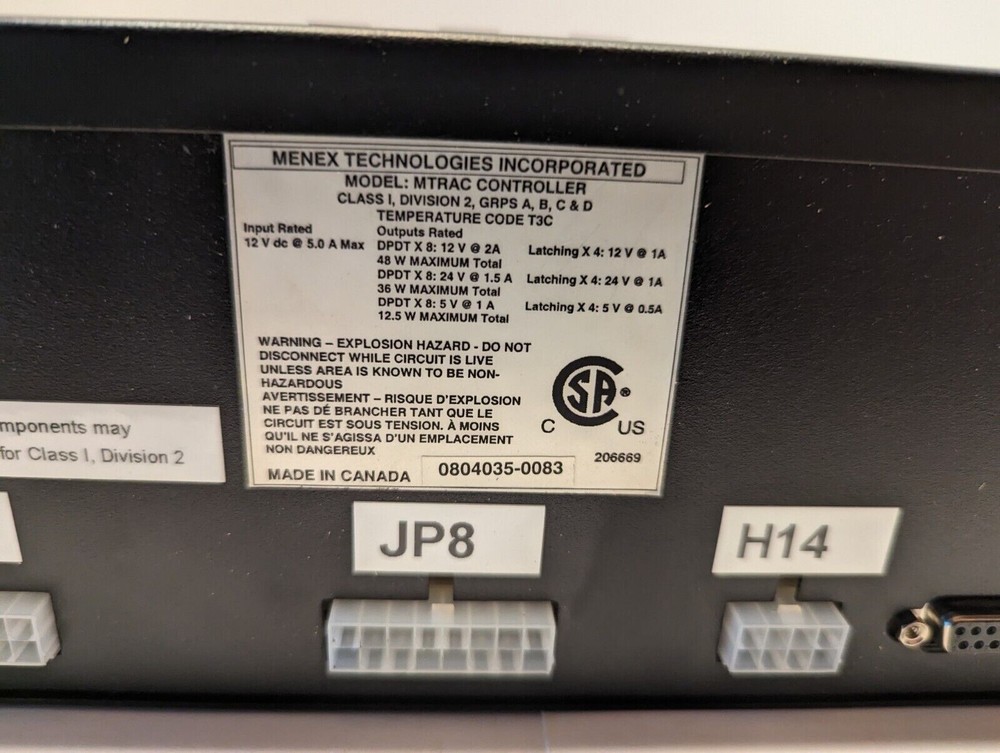 MENEX TECHNOLOGIES INCORPORATED
MODEL: MTRAC CONTROLLER
CLASS I, DIVISION 2, GRPS A, B, C & D
TEMPERATURE CODE T3C
Input Rated
12 V dc @ 5.0 A Max
Outputs Rated
DPDT X 8: 12 V @ 2A Latching X 4: 12 V @ 1A
48 W MAXIMUM Total
DPDT X 8: 24 V @ 1.5 A Latching X 4: 24 V @ 1A
36 W MAXIMUM Total
DPDT X 8: 5 V @ 1 A Latching X 4: 5 V @ 0.5A
12.5 W MAXIMUM Total
WARNING – EXPLOSION HAZARD - DO NOT
DISCONNECT WHILE CIRCUIT IS LIVE
UNLESS AREA IS KNOWN TO BE NON-
HAZARDOUS
AVERTISSEMENT – RISQUE D'EXPLOSION
NE PAS DÉ BRANCHER TANT QUE LE
CIRCUIT EST SOUS TENSION. À MOINS
QU'IL NE S'AGISSA D'UN EMPLACEMENT
NON DANGEREUX
CSA®
C US
206669
MADE IN CANADA 0804035-0083
mponents may
for Class I, Division 2
JP8
H14